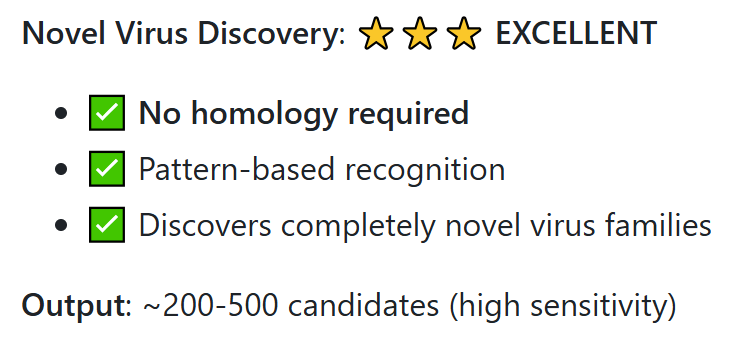 Novel Virus Discovery: ⭐⭐⭐ EXCELLENT
• ✅ No homology required
• ✅ Pattern-based recognition
• ✅ Discovers completely novel virus families
Output: ~200-500 candidates (high sensitivity)